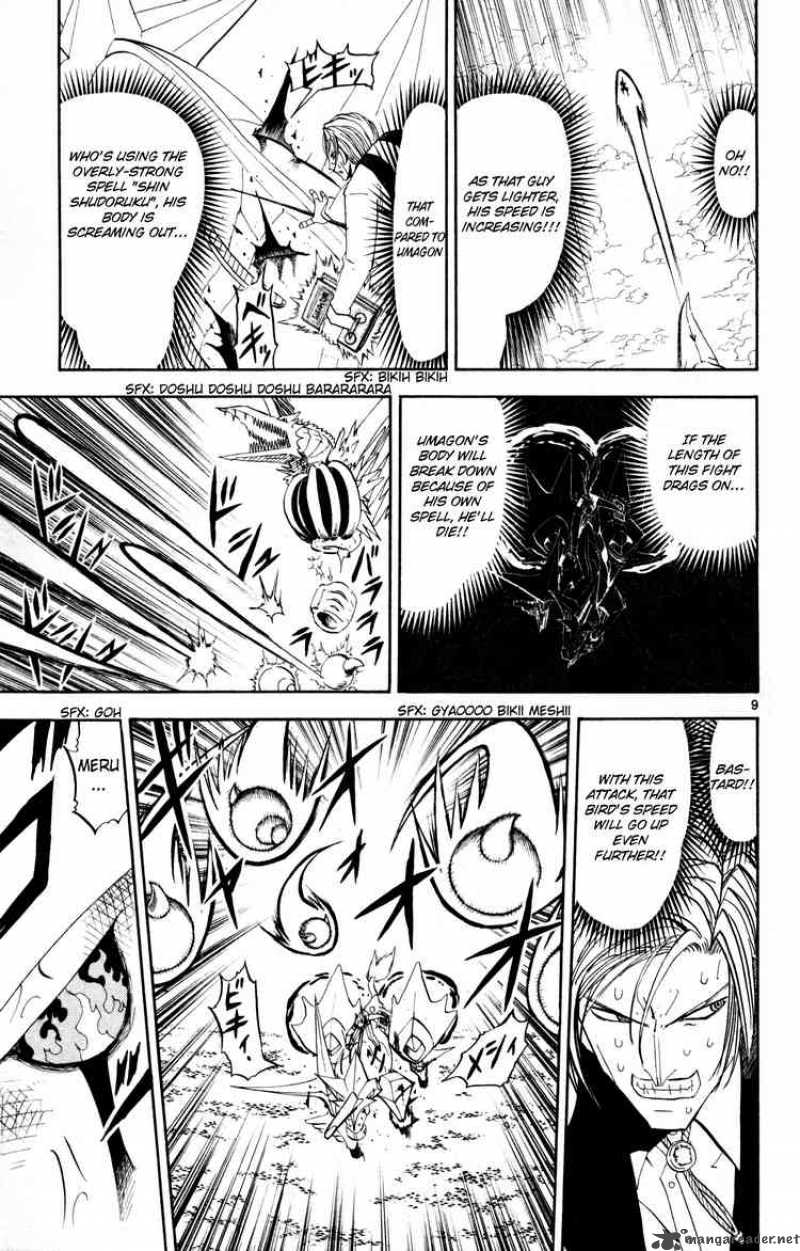 OH
NO!!
AS THAT GUY
GETS LIGHTER,
HIS SPEED IS
INCREASING!!!
THAT
COM-
PARED TO
UMAGON
WHO'S USING THE
OVERLY-STRONG
SPELL "SHIN
SHUDORUKU", HIS
BODY IS
SCREAMING OUT...
ビキッ
ベキッ
SFX: BIKIH BIKIH
SFX: DOSHU DOSHU DOSHU BARARARARA
IF THE
LENGTH OF
THIS FIGHT
DRAGS ON...
UMAGON'S
BODY WILL
BREAK DOWN
BECAUSE OF
HIS OWN
SPELL, HE'LL
DIE!!
9
SFX: GYAOOOO BIKII MESHII
SFX: GOH
BAS-
TARD!!
WITH THIS
ATTACK, THAT
BIRD'S SPEED
WILL GO UP
EVEN
FURTHER!!
ビキィ
メシィ
MERU
...
mangareader.net